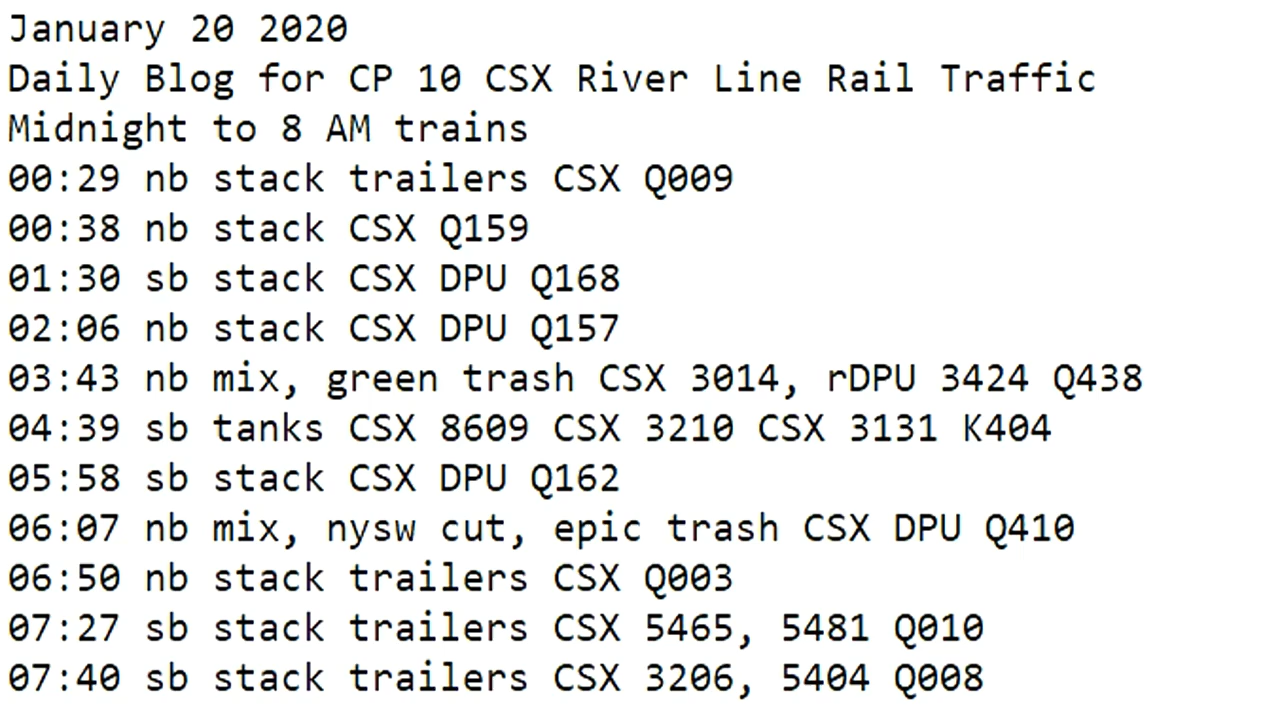 January 20 2020
Daily Blog for CP 10 CSX River Line Rail Traffic
Midnight to 8 AM trains
00:29 nb stack trailers CSX Q009
00:38 nb stack CSX Q159
01:30 sb stack CSX DPU Q168
02:06 nb stack CSX DPU Q157
03:43 nb mix, green trash CSX 3014, rDPU 3424 Q438
04:39 sb tanks CSX 8609 CSX 3210 CSX 3131 K404
05:58 sb stack CSX DPU Q162
06:07 nb mix, nysw cut, epic trash CSX DPU Q410
06:50 nb stack trailers CSX Q003
07:27 sb stack trailers CSX 5465, 5481 Q010
07:40 sb stack trailers CSX 3206, 5404 Q008